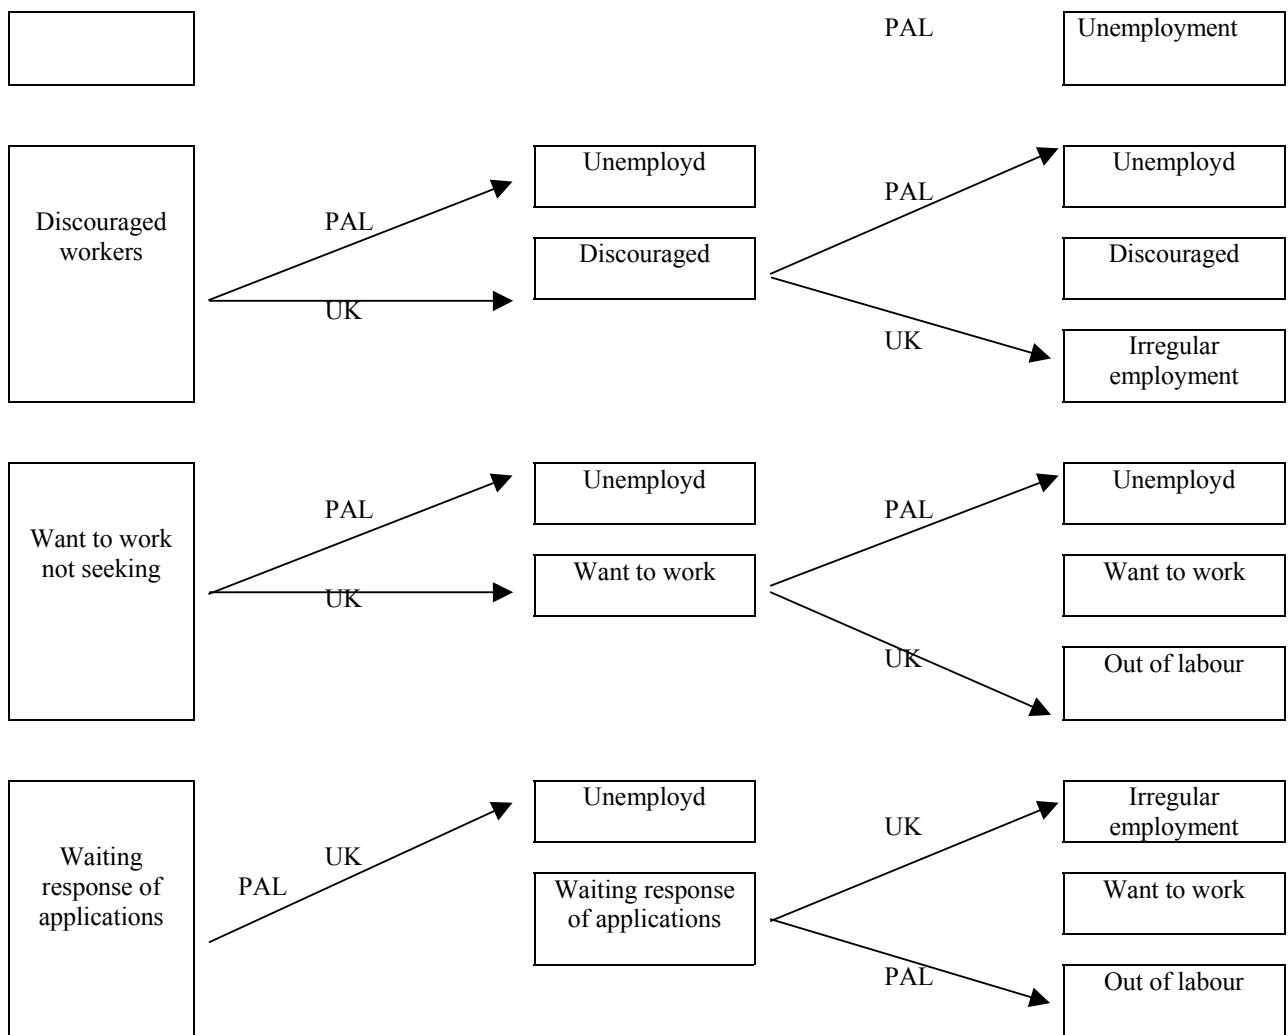 PAL
Unemployment
Discouraged
workers
PAL
UK
Unemployd
Discouraged
PAL
UK
Unemployd
Discouraged
Irregular
employment
Want to work
not seeking
PAL
UK
Unemployd
Want to work
PAL
UK
Unemployd
Want to work
Out of labour
Waiting
response of
applications
UK
PAL
Unemployd
Waiting response
of applications
UK
PAL
Irregular
employment
Want to work
Out of labour